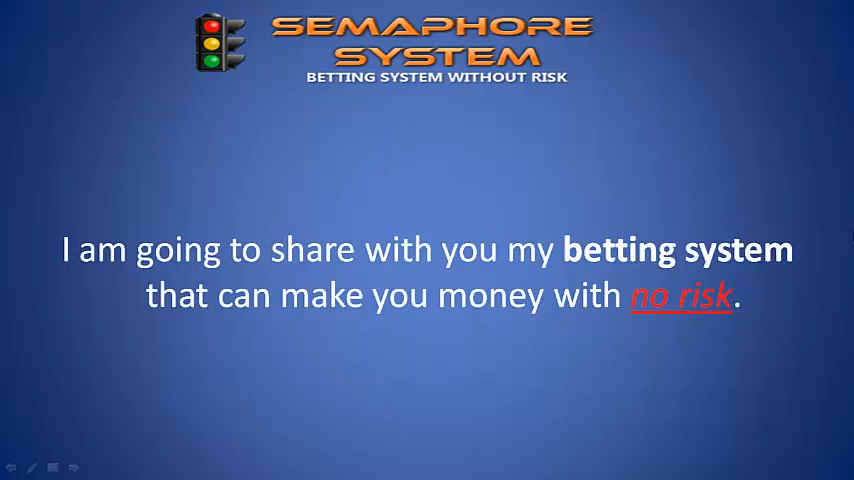 SEMAPHORE
SYSTEM
BETTING SYSTEM WITHOUT RISK
I am going to share with you my betting system
that can make you money with no risk.